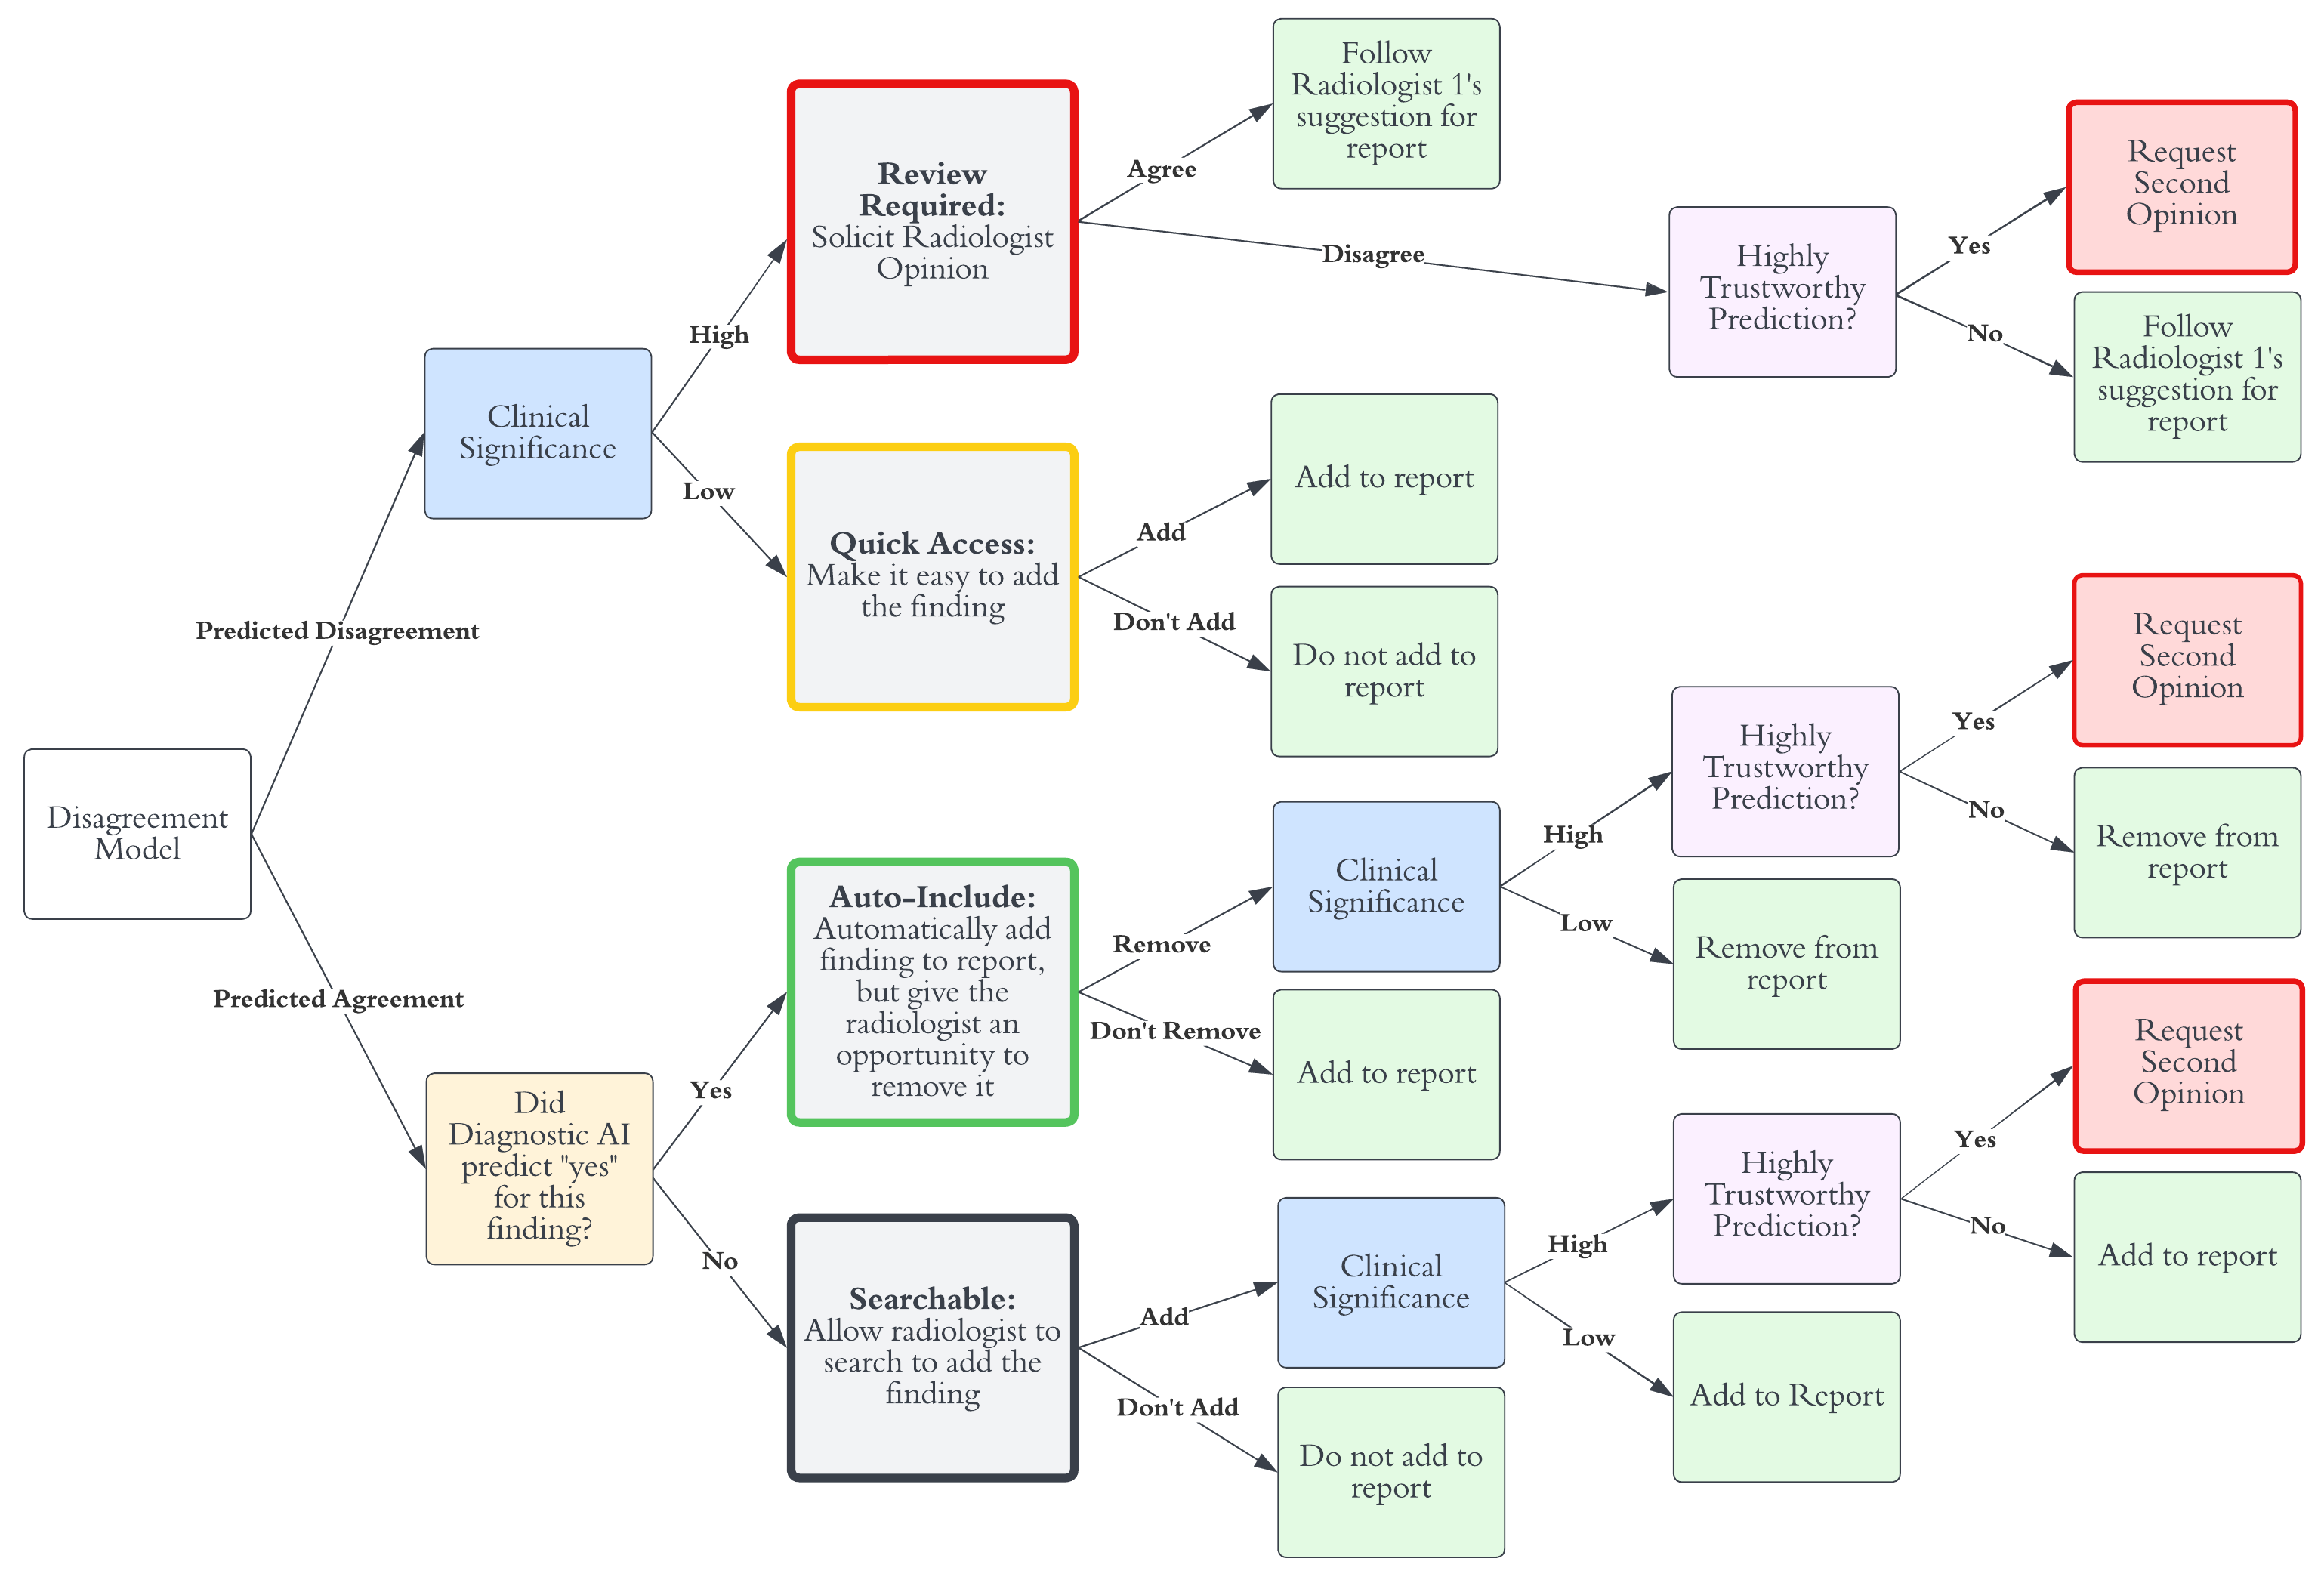 Disagreement
Model
Predicted Disagreement
Predicted Agreement
Clinical
Significance
High
Low
Did
Diagnostic AI
predict "yes"
for this
finding?
Yes
No
Review
Required:
Solicit Radiologist
Opinion
Agree
Disagree
Follow
Radiologist 1's
suggestion for
report
Highly
Trustworthy
Prediction?
Yes
No
Request
Second
Opinion
Follow
Radiologist 1's
suggestion for
report
Quick Access:
Make it easy to add
the finding
Add
Don't Add
Add to report
Do not add to
report
Auto-Include:
Automatically add
finding to report,
but give the
radiologist an
opportunity to
remove it
Remove
Don't Remove
Clinical
Significance
Add to report
High
Low
Highly
Trustworthy
Prediction?
Remove from
report
Yes
No
Request
Second
Opinion
Remove from
report
Searchable:
Allow radiologist to
search to add the
finding
Add
Don't Add
Clinical
Significance
Do not add to
report
High
Low
Highly
Trustworthy
Prediction?
Add to Report
Yes
No
Request
Second
Opinion
Add to report